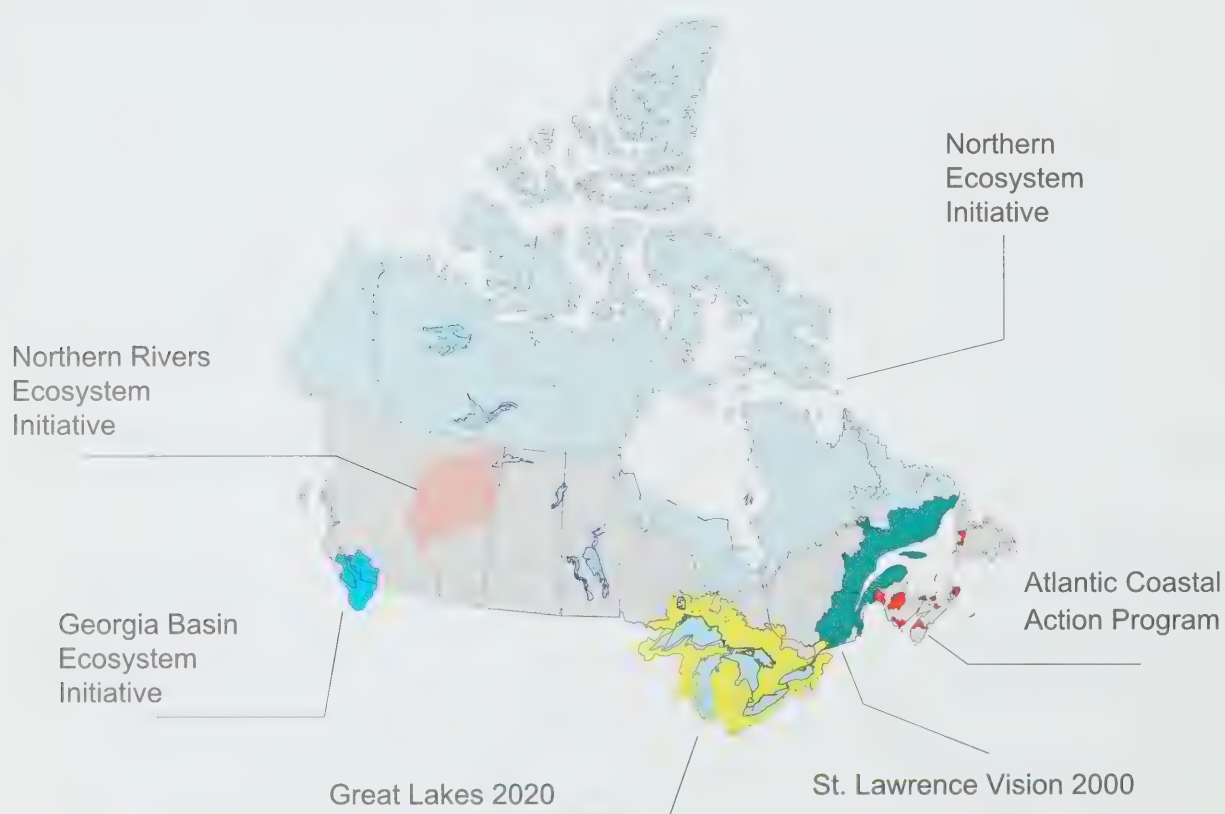 Northern
Ecosystem
Initiative
Northern Rivers
Ecosystem
Initiative
Georgia Basin
Ecosystem
Initiative
Atlantic Coastal
Action Program
Great Lakes 2020
St. Lawrence Vision 2000